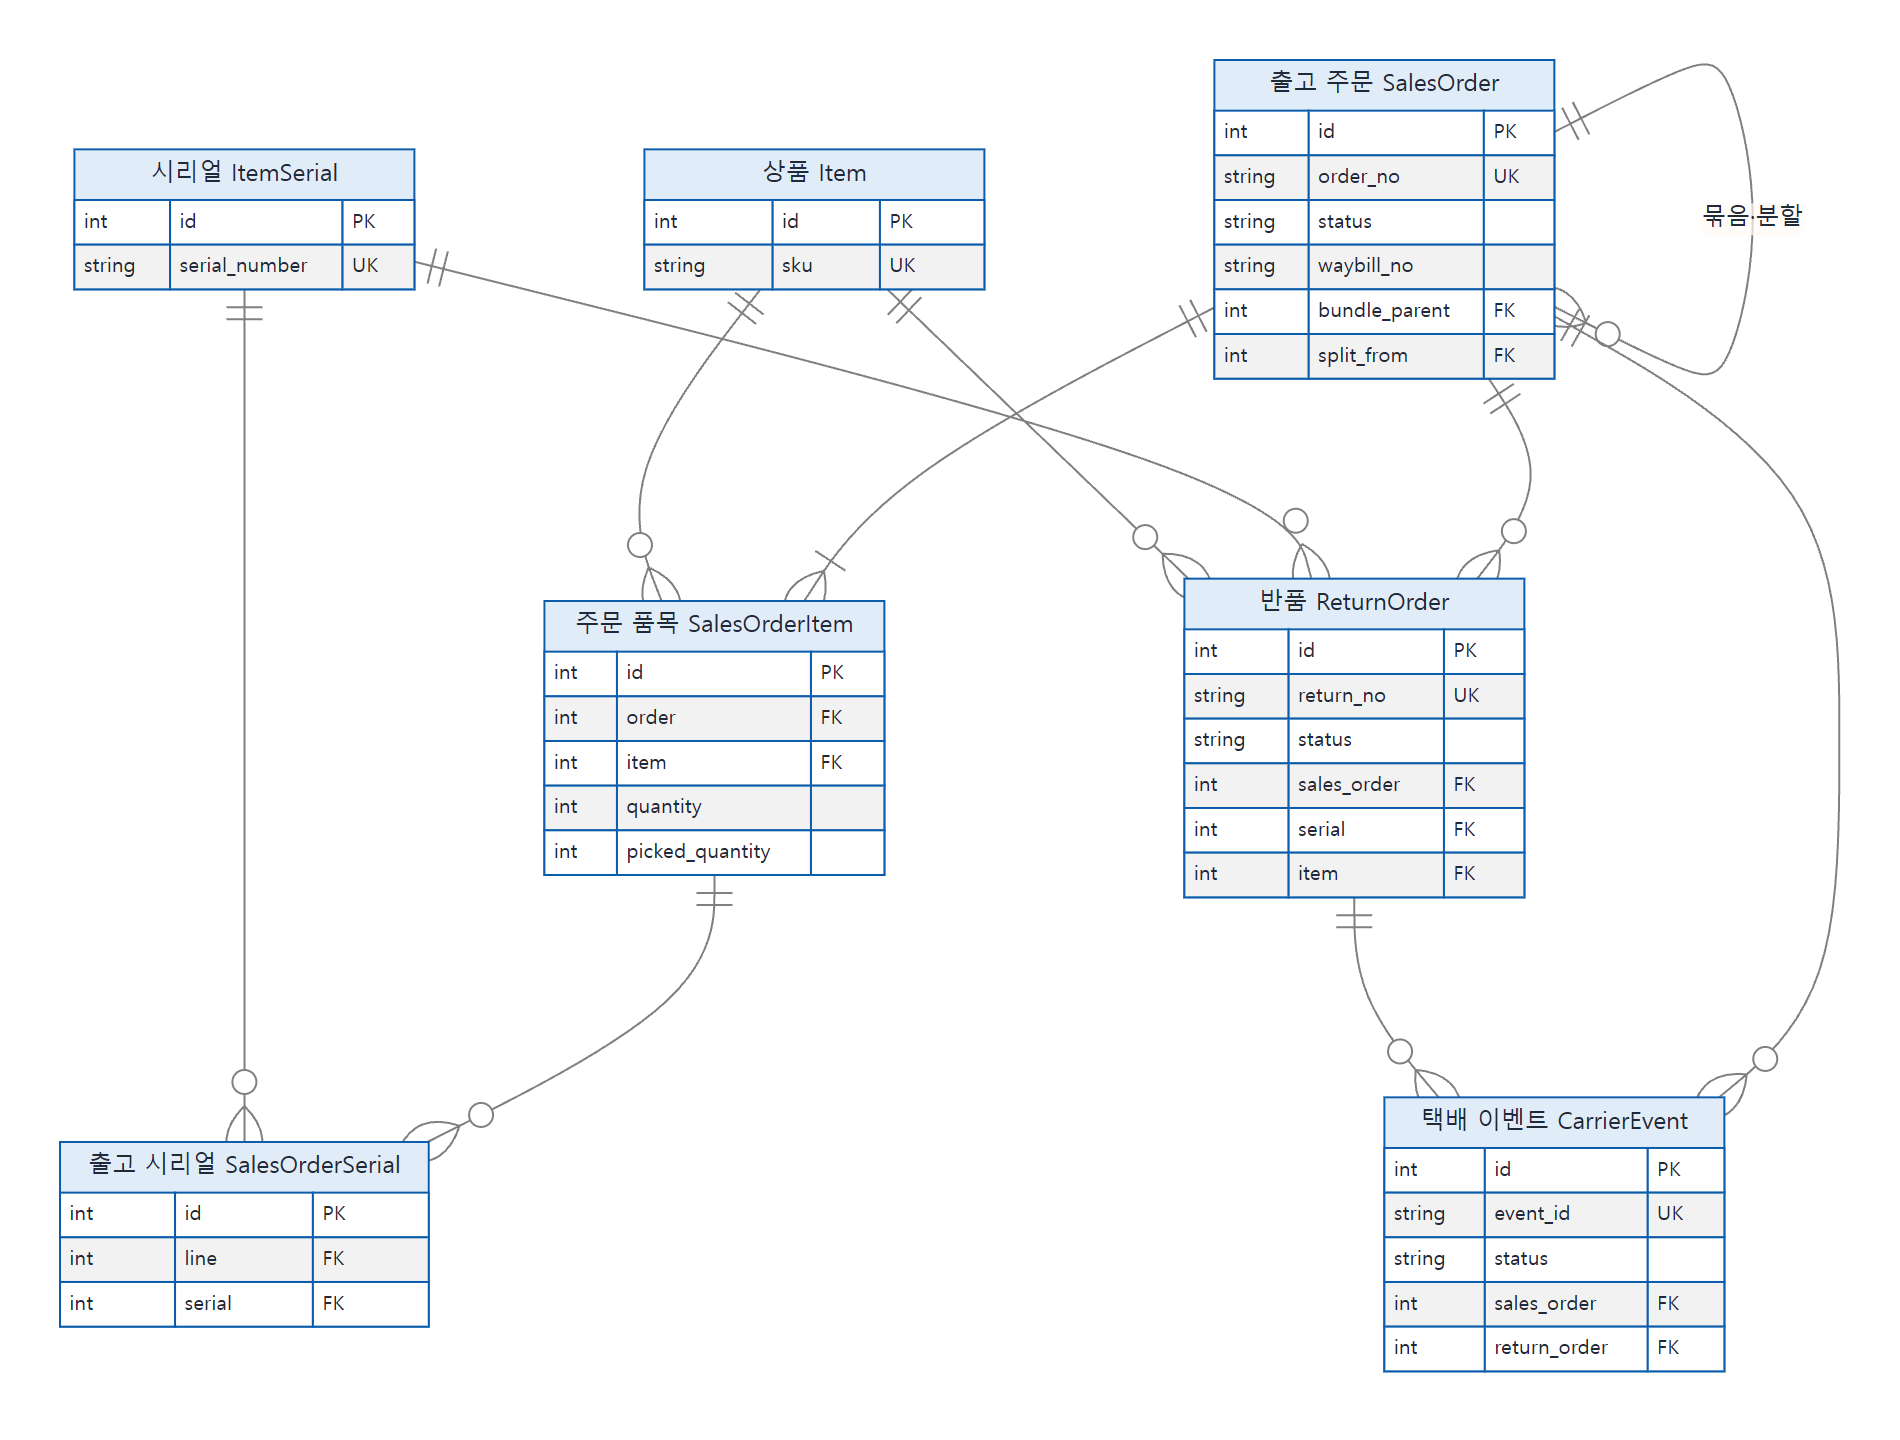 출고 주문 SalesOrder
int id PK
string order_no UK
string status
string waybill_no
int bundle_parent FK
int split_from FK
묶음·분할
시리얼 ItemSerial
int id PK
string serial_number UK
상품 Item
int id PK
string sku UK
주문 품목 SalesOrderItem
int id PK
int order FK
int item FK
int quantity
int picked_quantity
반품 ReturnOrder
int id PK
string return_no UK
string status
int sales_order FK
int serial FK
int item FK
출고 시리얼 SalesOrderSerial
int id PK
int line FK
int serial FK
택배 이벤트 CarrierEvent
int id PK
string event_id UK
string status
int sales_order FK
int return_order FK